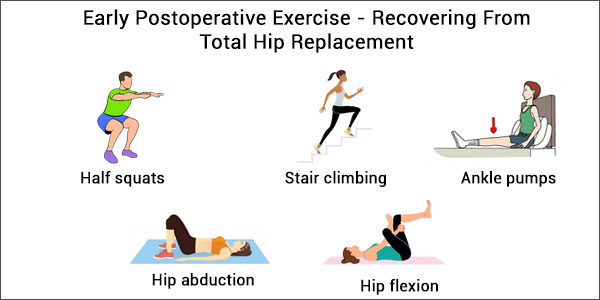 Early Postoperative Exercise - Recovering From
Total Hip Replacement
Half squats
Stair climbing
Ankle pumps
Hip abduction
Hip flexion